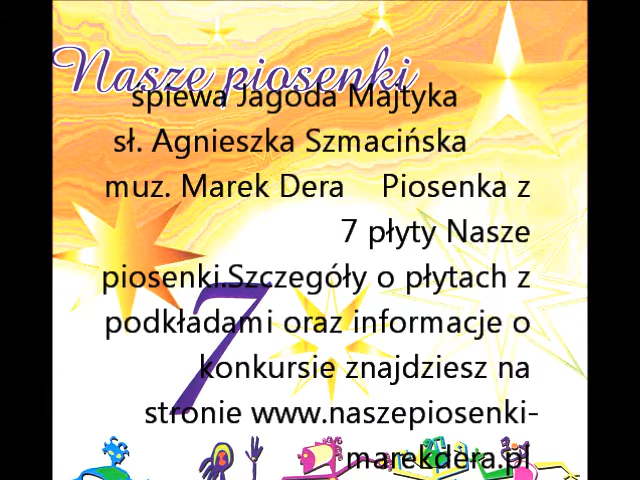 Nasze piosenki
śpiewa Jagoda Majtyka
sł. Agnieszka Szmacińska
muz. Marek Dera Piosenka z
7 płyty Nasze
piosenki.Szczegóły o płytach z
podkładami oraz informacje o
konkursie znajdziesz na
stronie www.naszepiosenki-
marekdera.pl
7